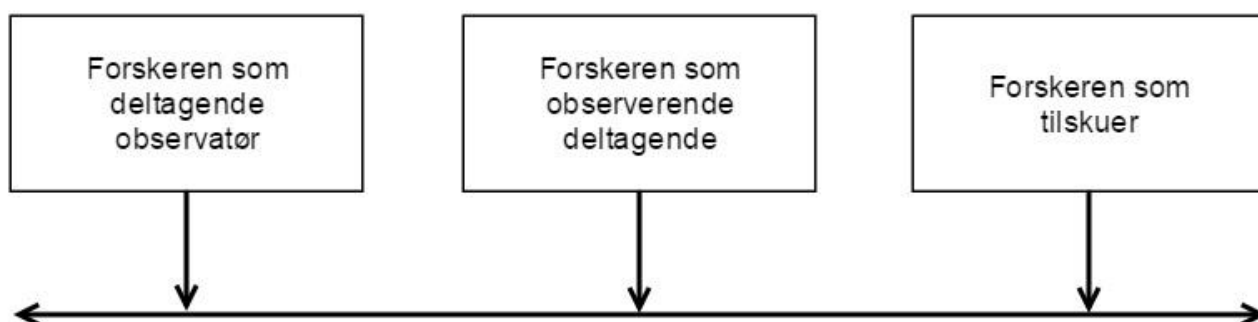 Forskeren som
deltagende
observatør
Forskeren som
observerende
deltagende
Forskeren som
tilskuer